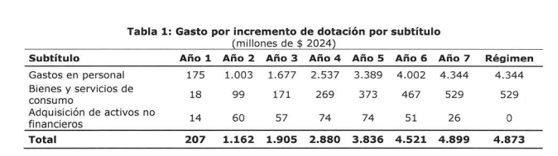 Tabla 1: Gasto por incremento de dotación por subtítulo
(millones de $ 2024)
Subtítulo Año 1 Año 2 Año 3 Año 4 Año 5 Año 6 Año 7 Régimen
Gastos en personal 175 1.003 1.677 2.537 3.389 4.002 4.344 4.344
Bienes y servicios de
consumo 18 99 171 269 373 467 529 529
Adquisición de activos no
financieros 14 60 57 74 74 51 26 0
Total 207 1.162 1.905 2.880 3.836 4.521 4.899 4.873